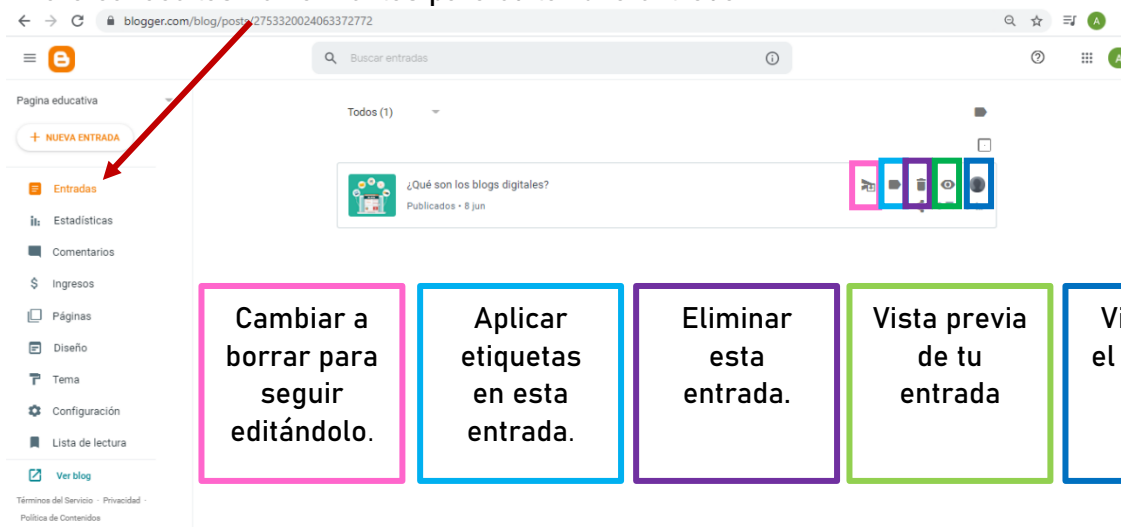 blogger.com/blog/posts/2753320024063372772
Buscar entradas
Pagina educativa
Todos (1)
+ NUEVA ENTRADA
Entradas
¿Qué son los blogs digitales?
Publicados • 8 jun
Estadísticas
Comentarios
$ Ingresos
Páginas
Diseño
Tema
Configuración
Lista de lectura
Ver blog
Términos del Servicio · Privacidad ·
Política de Contenidos
Cambiar a
borrar para
seguir
editándolo.
Aplicar
etiquetas
en esta
entrada.
Eliminar
esta
entrada.
Vista previa
de tu
entrada
el